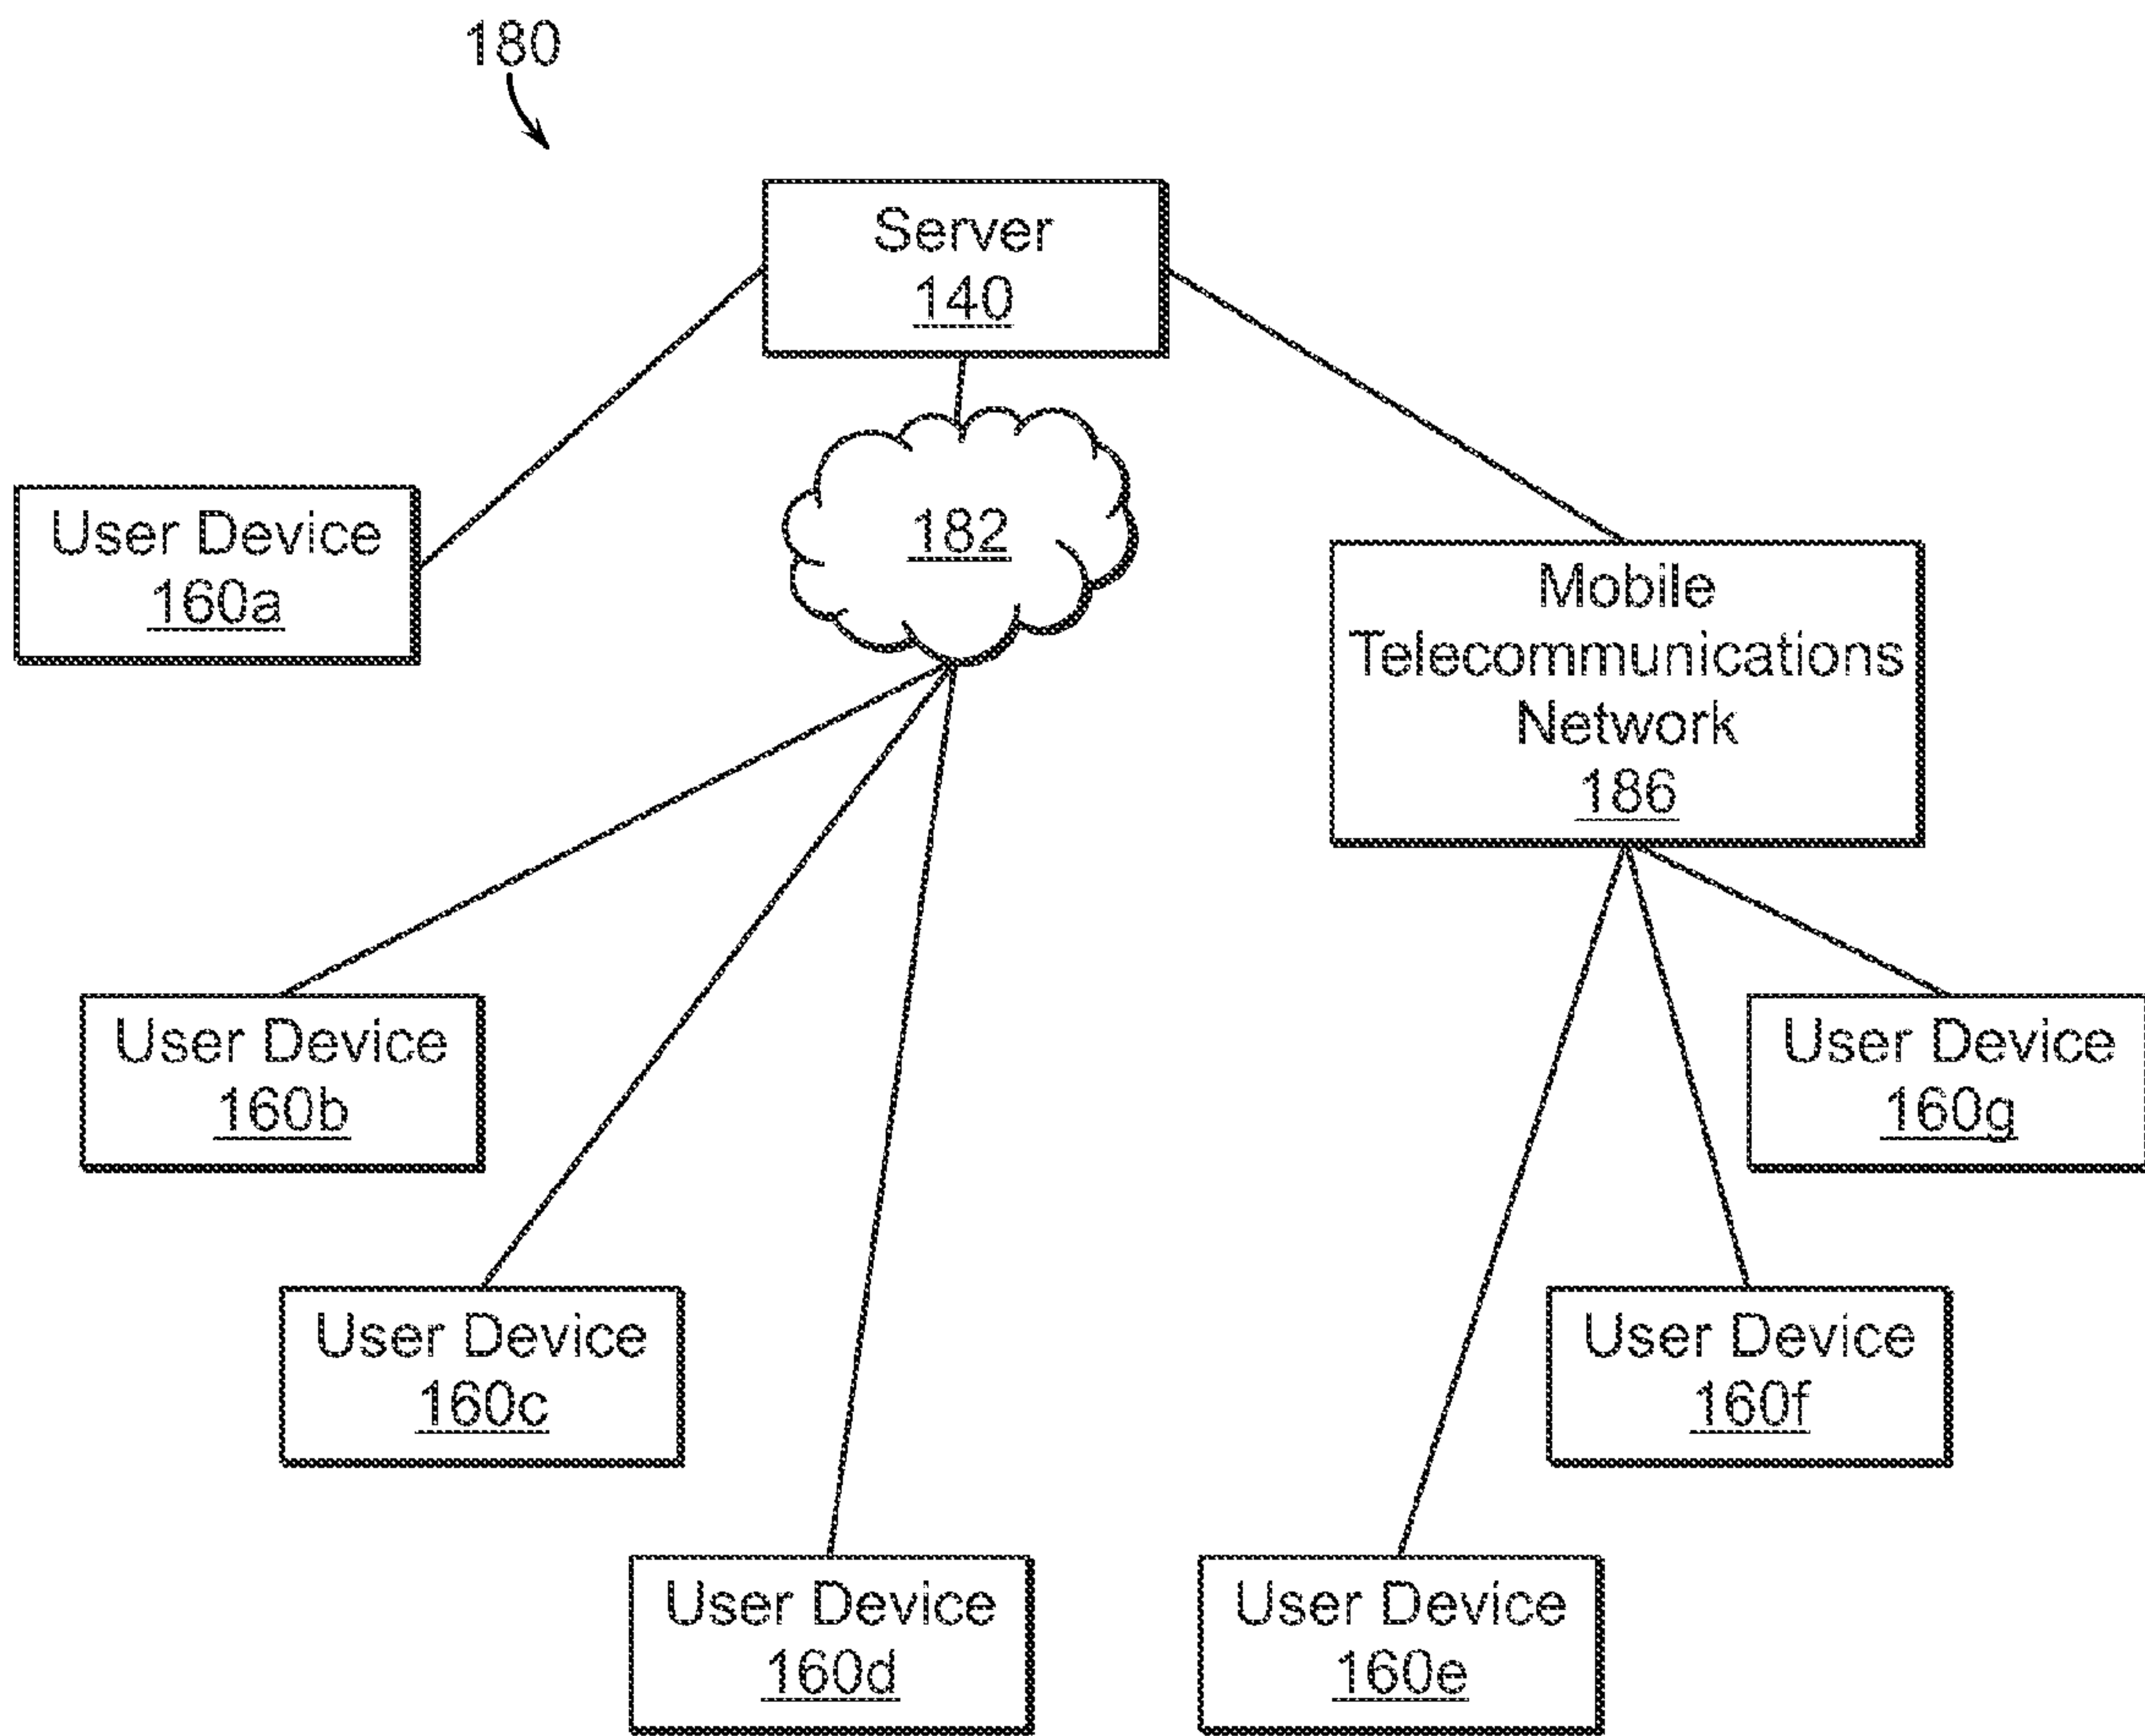 180
Server
140
182
User Device
160a
Mobile
Telecommunications
Network
186
User Device
160b
User Device
160g
User Device
160c
User Device
160f
User Device
160d
User Device
160e